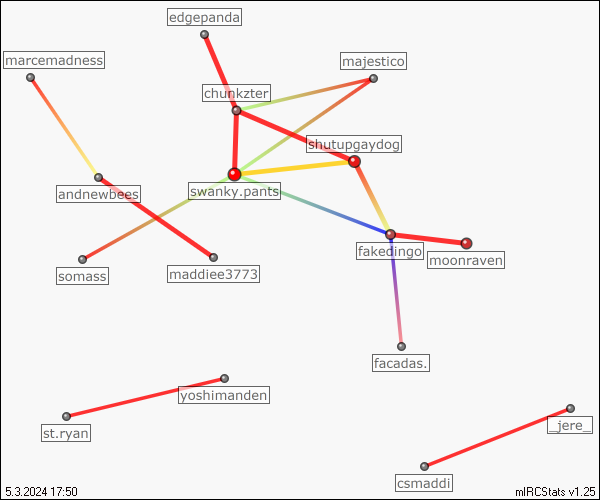 edgepanda
marcemadness
majestico
chunkzter
shutupgaydog
swanky.pants
andnewbees
fakedingo
moonraven
somass
maddiee3773
facadas.
yoshimanden
st.ryan
_jere_
csmaddi
5.3.2024 17:50
mIRCStats v1.25